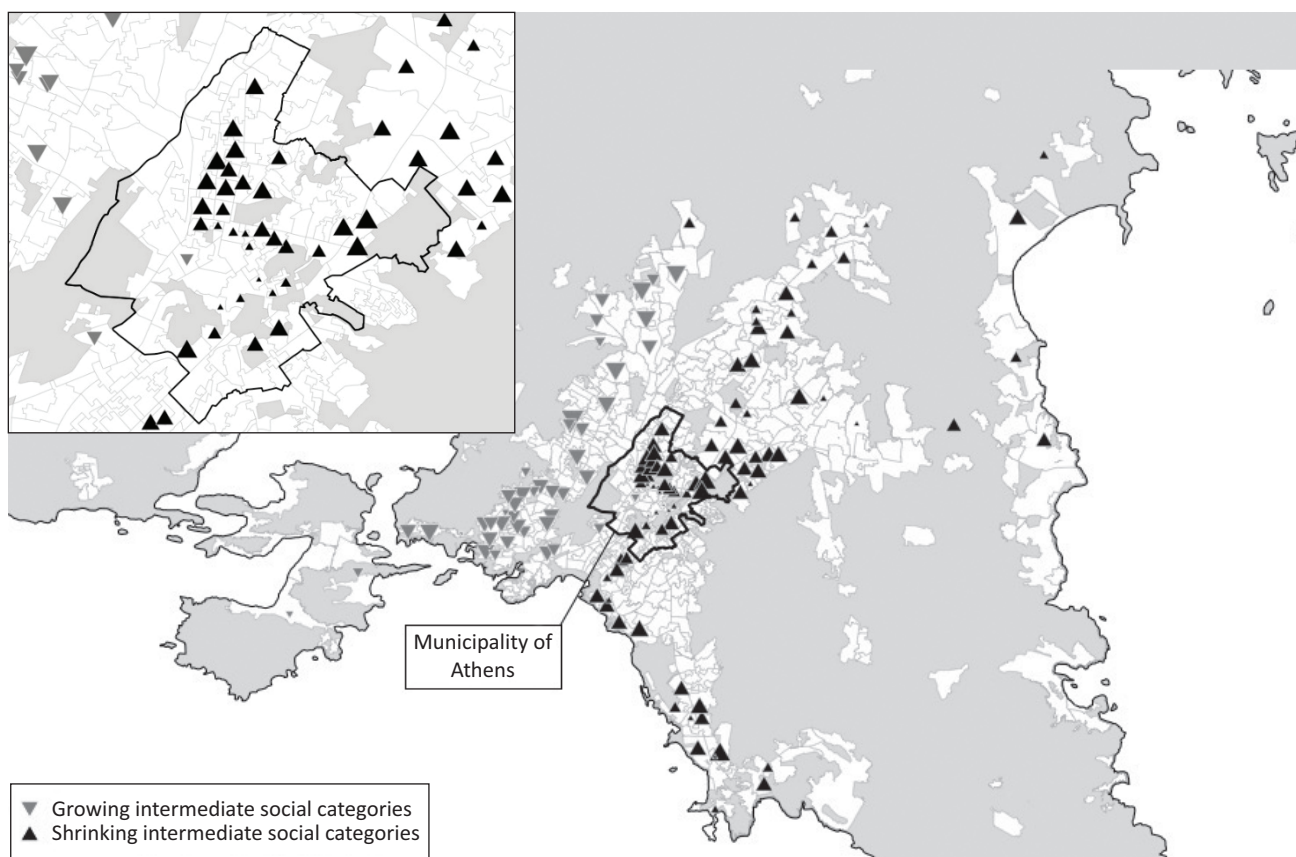 Municipality of
Athens
Growing intermediate social categories
Shrinking intermediate social categories